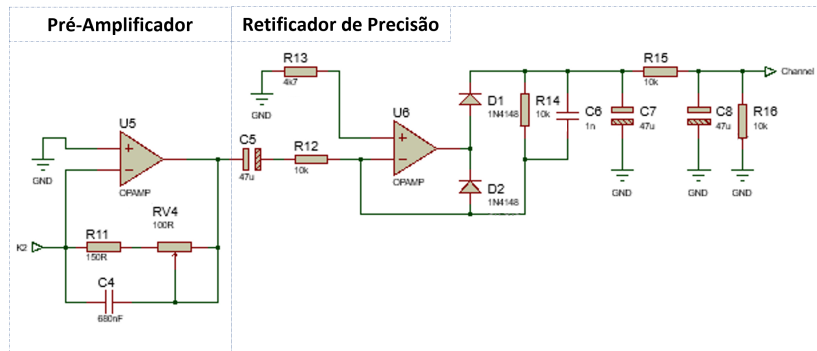 Pré-Amplificador
Retificador de Precisão
R13
4k7
GND
U5
OPAMP
GND
K2
R11
150R
RV4
100R
C4
680nF
C5
47u
R12
10k
U6
OPAMP
D1
1N4148
D2
1N4148
R14
10k
C6
1n
C7
47u
GND
R15
10k
C8
47u
GND
R16
10k
GND
Channel